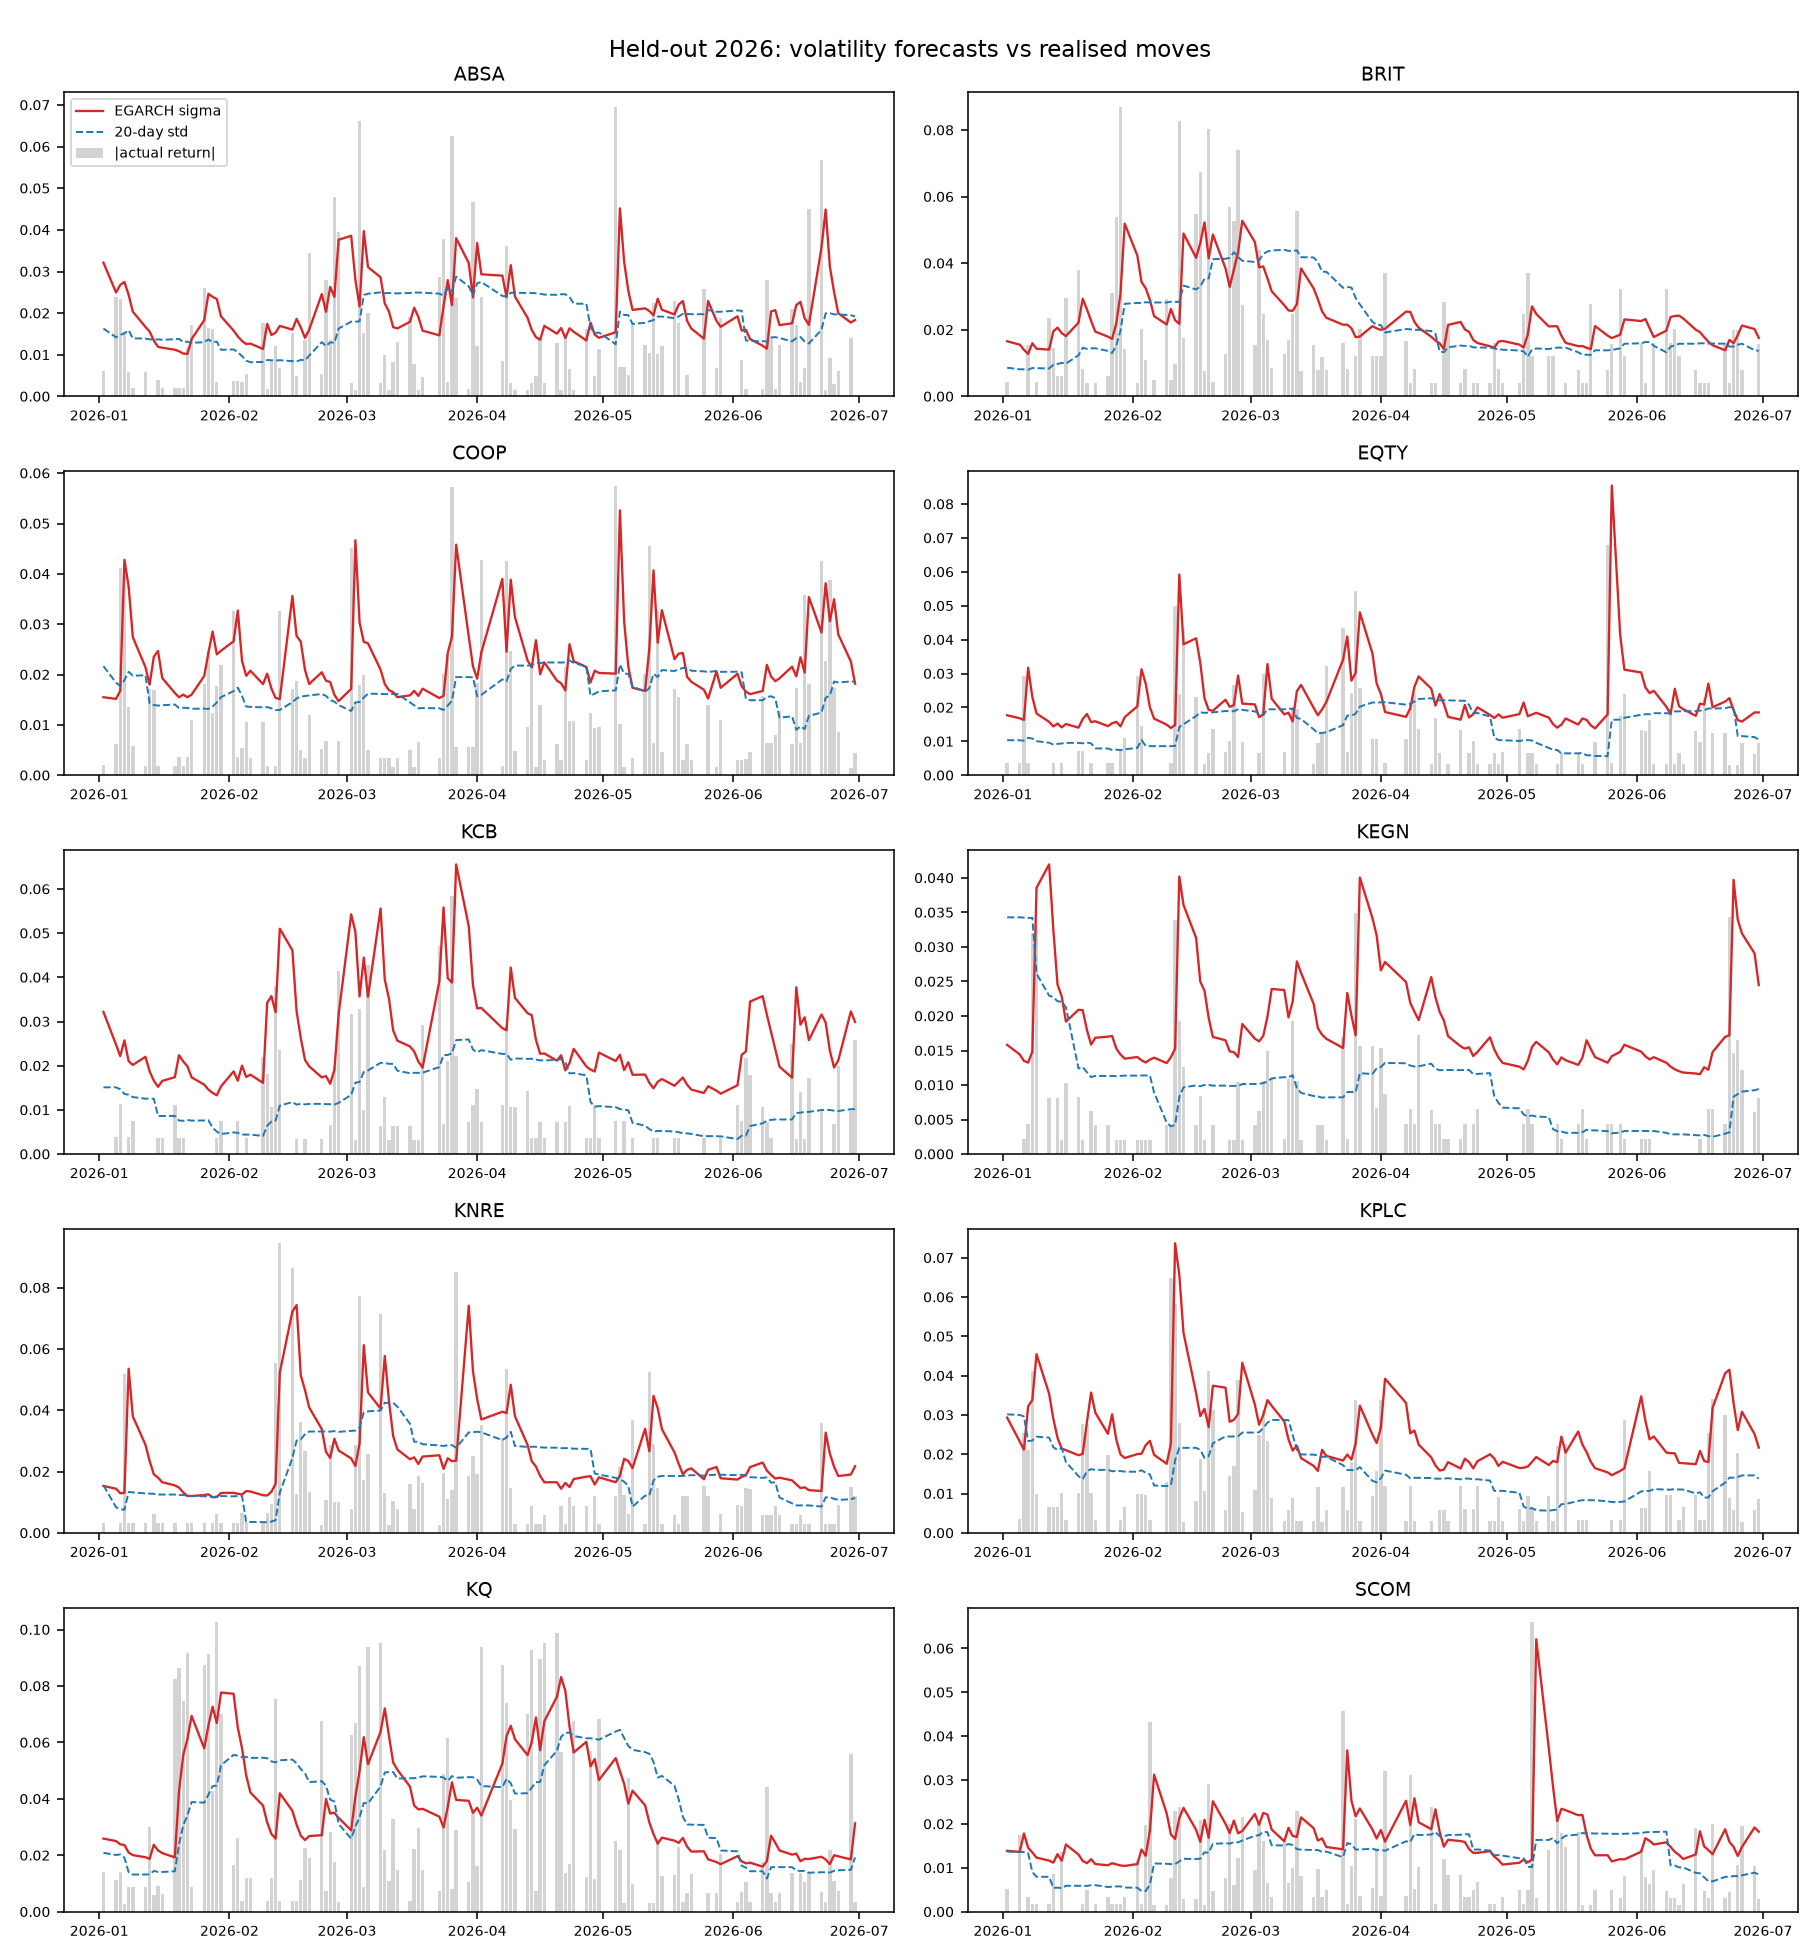 Held-out 2026: volatility forecasts vs realised moves
ABSA
EGARCH sigma
20-day std
|actual return|
0.07
0.06
0.05
0.04
0.03
0.02
0.01
0.00
2026-01 2026-02 2026-03 2026-04 2026-05 2026-06 2026-07
BRIT
0.08
0.06
0.04
0.02
0.00
2026-01 2026-02 2026-03 2026-04 2026-05 2026-06 2026-07
COOP
0.06
0.05
0.04
0.03
0.02
0.01
0.00
2026-01 2026-02 2026-03 2026-04 2026-05 2026-06 2026-07
EQTY
0.08
0.07
0.06
0.05
0.04
0.03
0.02
0.01
0.00
2026-01 2026-02 2026-03 2026-04 2026-05 2026-06 2026-07
KCB
0.06
0.05
0.04
0.03
0.02
0.01
0.00
2026-01 2026-02 2026-03 2026-04 2026-05 2026-06 2026-07
KEGN
0.040
0.035
0.030
0.025
0.020
0.015
0.010
0.005
0.000
2026-01 2026-02 2026-03 2026-04 2026-05 2026-06 2026-07
KNRE
0.08
0.06
0.04
0.02
0.00
2026-01 2026-02 2026-03 2026-04 2026-05 2026-06 2026-07
KPLC
0.07
0.06
0.05
0.04
0.03
0.02
0.01
0.00
2026-01 2026-02 2026-03 2026-04 2026-05 2026-06 2026-07
KQ
0.10
0.08
0.06
0.04
0.02
0.00
2026-01 2026-02 2026-03 2026-04 2026-05 2026-06 2026-07
SCOM
0.06
0.05
0.04
0.03
0.02
0.01
0.00
2026-01 2026-02 2026-03 2026-04 2026-05 2026-06 2026-07